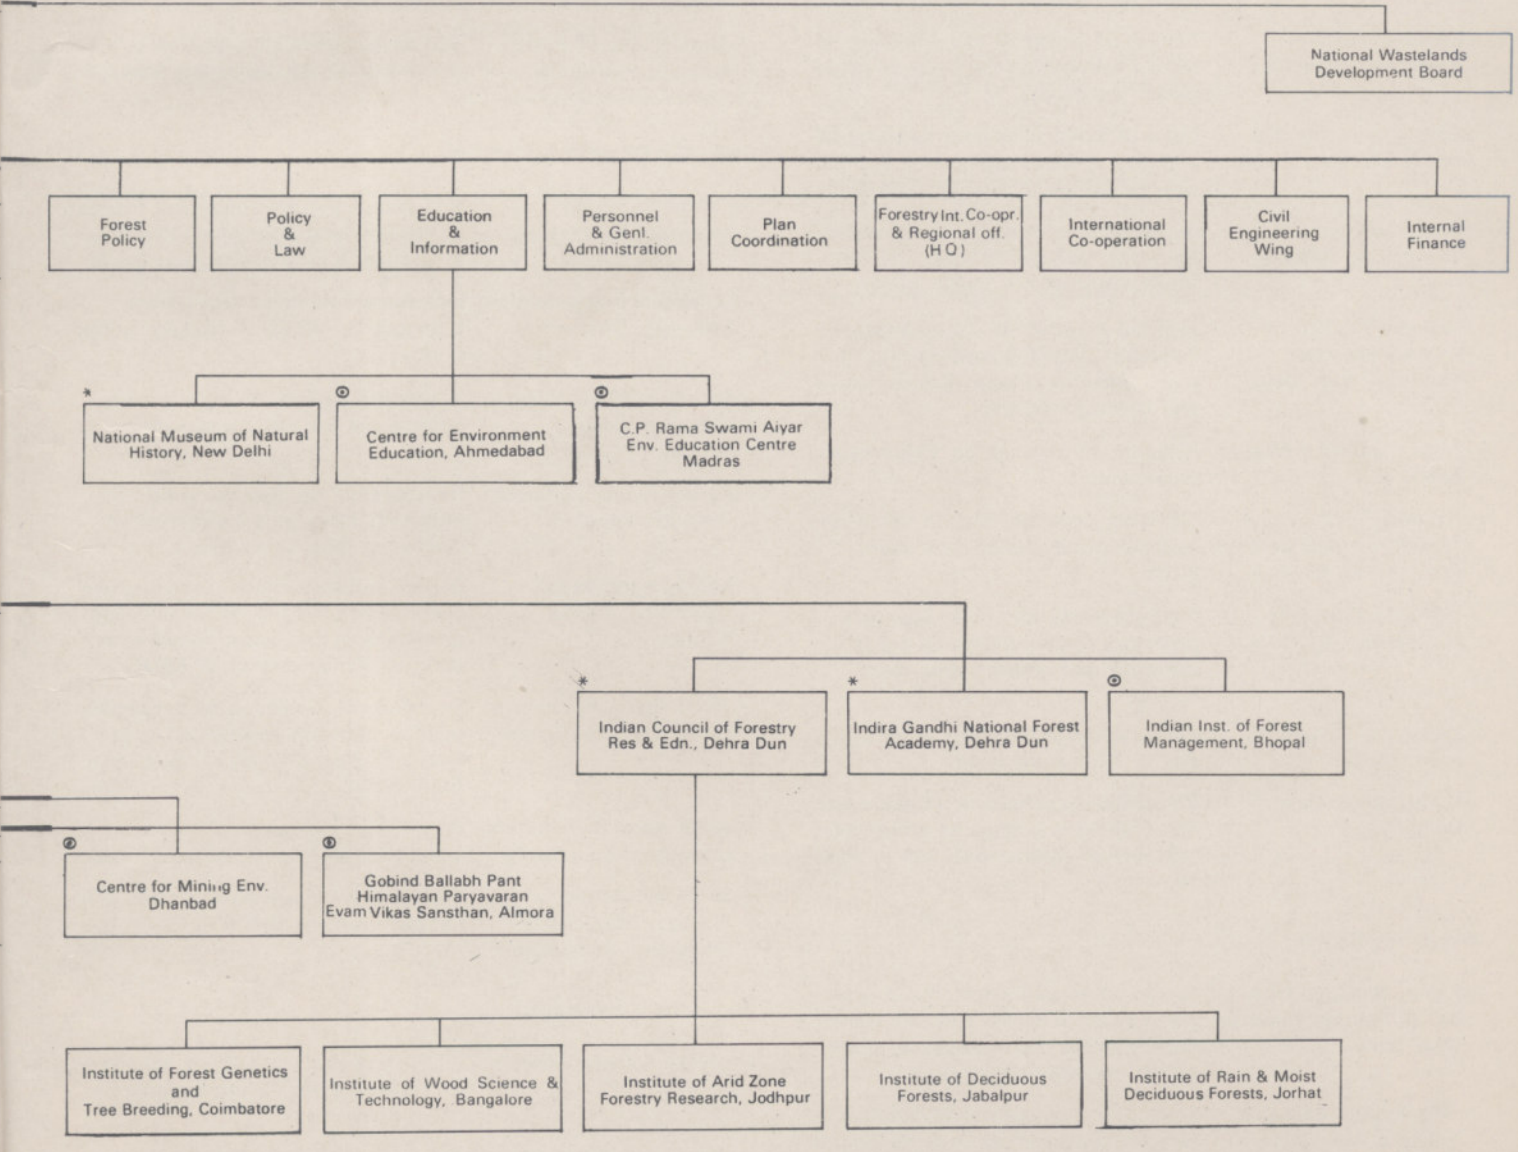 National Wastelands
Development Board
Forest
Policy
Policy
&
Law
Education
&
Information
Personnel
& Genl.
Administration
Plan
Coordination
Forestry Int. Co-opr.
& Regional off.
(H Q)
International
Co-operation
Civil
Engineering
Wing
Internal
Finance
*
National Museum of Natural
History, New Delhi
Centre for Environment
Education, Ahmedabad
C.P. Rama Swami Aiyar
Env. Education Centre
Madras
*
Indian Council of Forestry
Res & Edn., Dehra Dun
*
Indira Gandhi National Forest
Academy, Dehra Dun
Indian Inst. of Forest
Management, Bhopal
Centre for Mining Env.
Dhanbad
Gobind Ballabh Pant
Himalayan Paryavaran
Evam Vikas Sansthan, Almora
Institute of Forest Genetics
and
Tree Breeding, Coimbatore
Institute of Wood Science &
Technology, Bangalore
Institute of Arid Zone
Forestry Research, Jodhpur
Institute of Deciduous
Forests, Jabalpur
Institute of Rain & Moist
Deciduous Forests, Jorhat